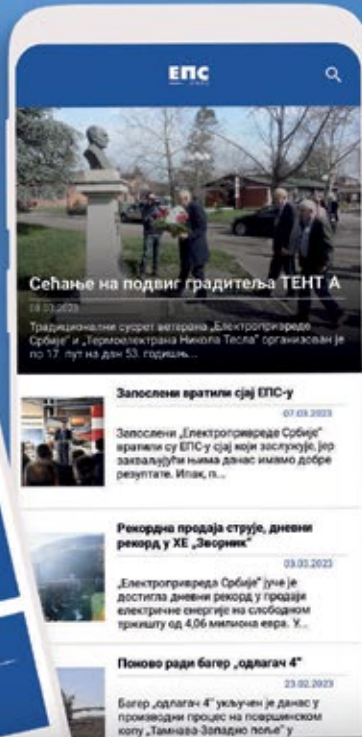 ЕПС
Сећање на подвиг градитеља ТЕНТ А
08.03.2023
Традиционални сусрет ветерана „Електропривреде
Србије" и „Термоелектрана Никола Тесла" организован је
по 17. пут на дан 53. годишњ...
Запослени вратили сјај ЕПС-у
07.03.2023
Запослени „Електропривреде Србије"
вратили су ЕПС-у сјај који заслужује, јер
захваљујући њима данас имамо добре
резултате. Ипак, п...
Рекордна продаја струје, дневни
рекорд у ХЕ „Зворник"
03.03.2023
„Електропривреда Србије" јуче је
достигла дневни рекорд у продаји
електричне енергије на слободном
тржишту од 4,06 милиона евра. У...
Поново ради багер „одлагач 4"
23.02.2023
Багер „одлагач 4" укључен је данас у
производни процес на површинском
копу „Тамнава-Западно поље" у